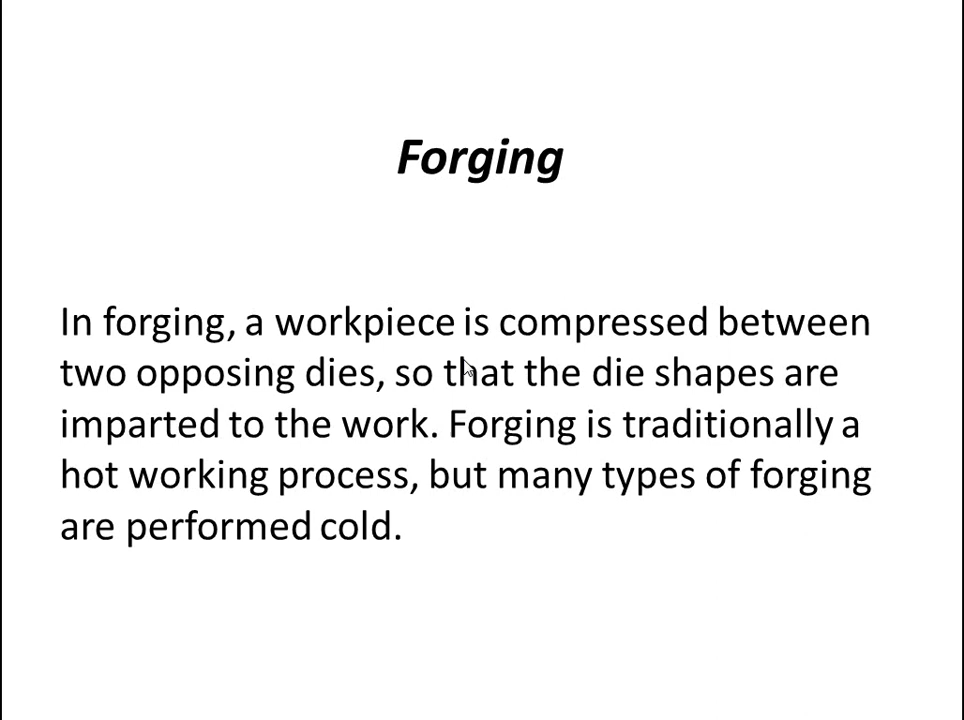 Forging
In forging, a workpiece is compressed between
two opposing dies, so that the die shapes are
imparted to the work. Forging is traditionally a
hot working process, but many types of forging
are performed cold.